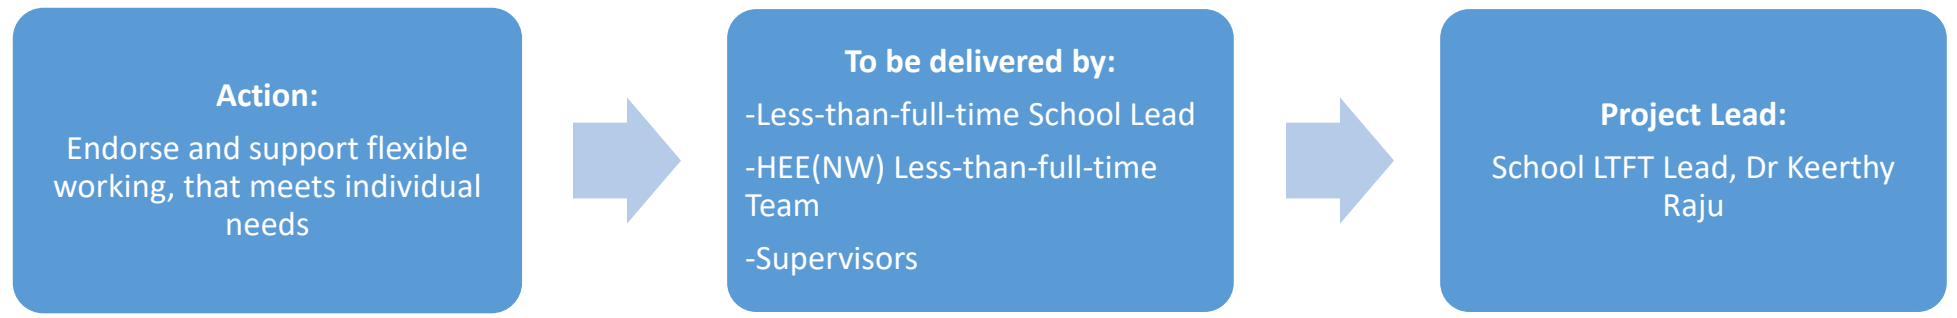 Action:
Endorse and support flexible
working, that meets individual
needs
To be delivered by:
-Less-than-full-time School Lead
-HEE(NW) Less-than-full-time
Team
-Supervisors
Project Lead:
School LTFT Lead, Dr Keerthy
Raju